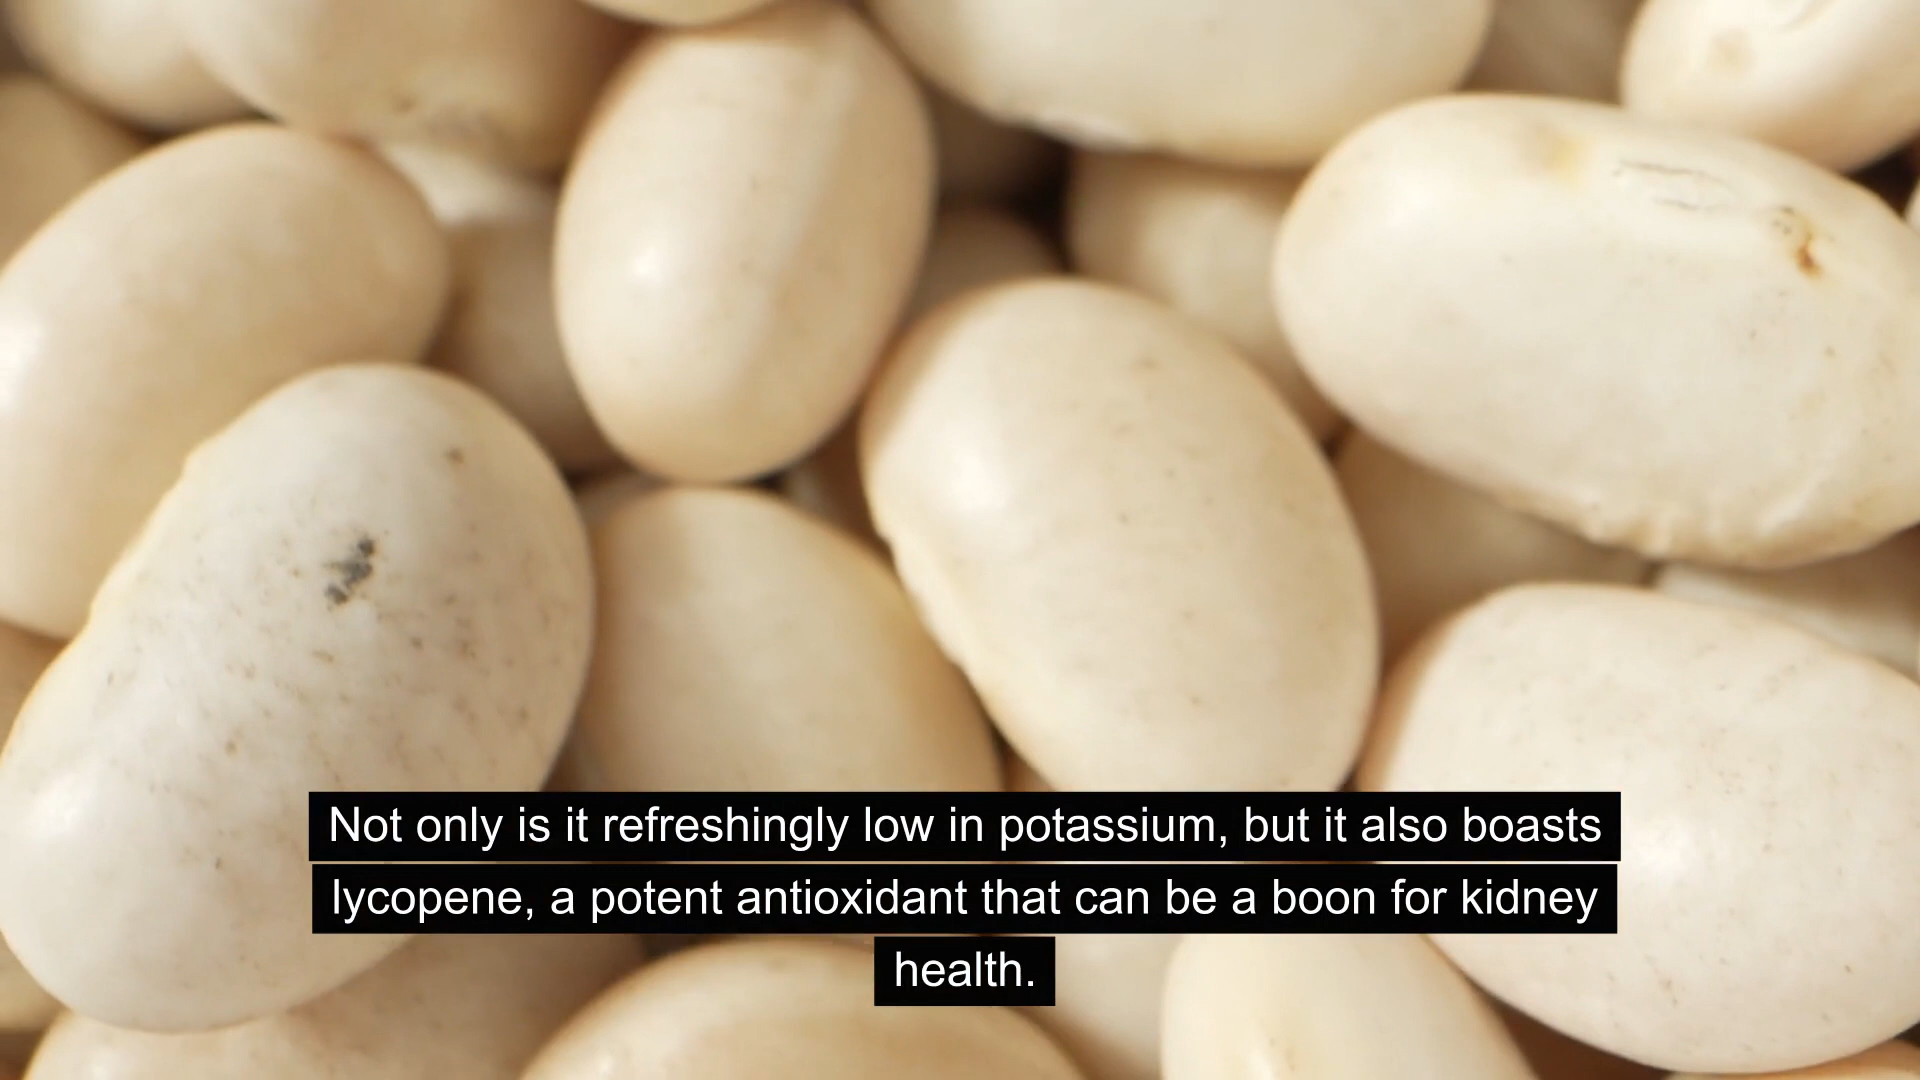 Not only is it refreshingly low in potassium, but it also boasts
lycopene, a potent antioxidant that can be a boon for kidney
health.